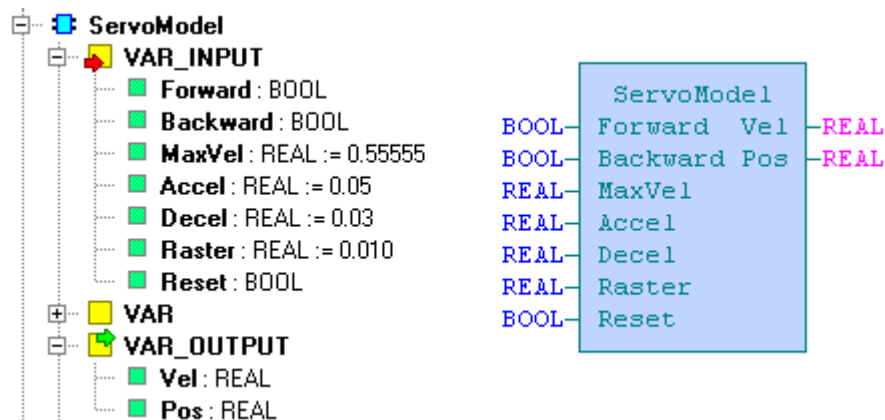 ServoModel
VAR_INPUT
Forward : BOOL
Backward : BOOL
MaxVel : REAL := 0.55555
Accel : REAL := 0.05
Decel : REAL := 0.03
Raster : REAL := 0.010
Reset : BOOL
VAR
VAR_OUTPUT
Vel : REAL
Pos : REAL
ServoModel
BOOL Forward Vel REAL
BOOL Backward Pos REAL
REAL MaxVel
REAL Accel
REAL Decel
REAL Raster
BOOL Reset